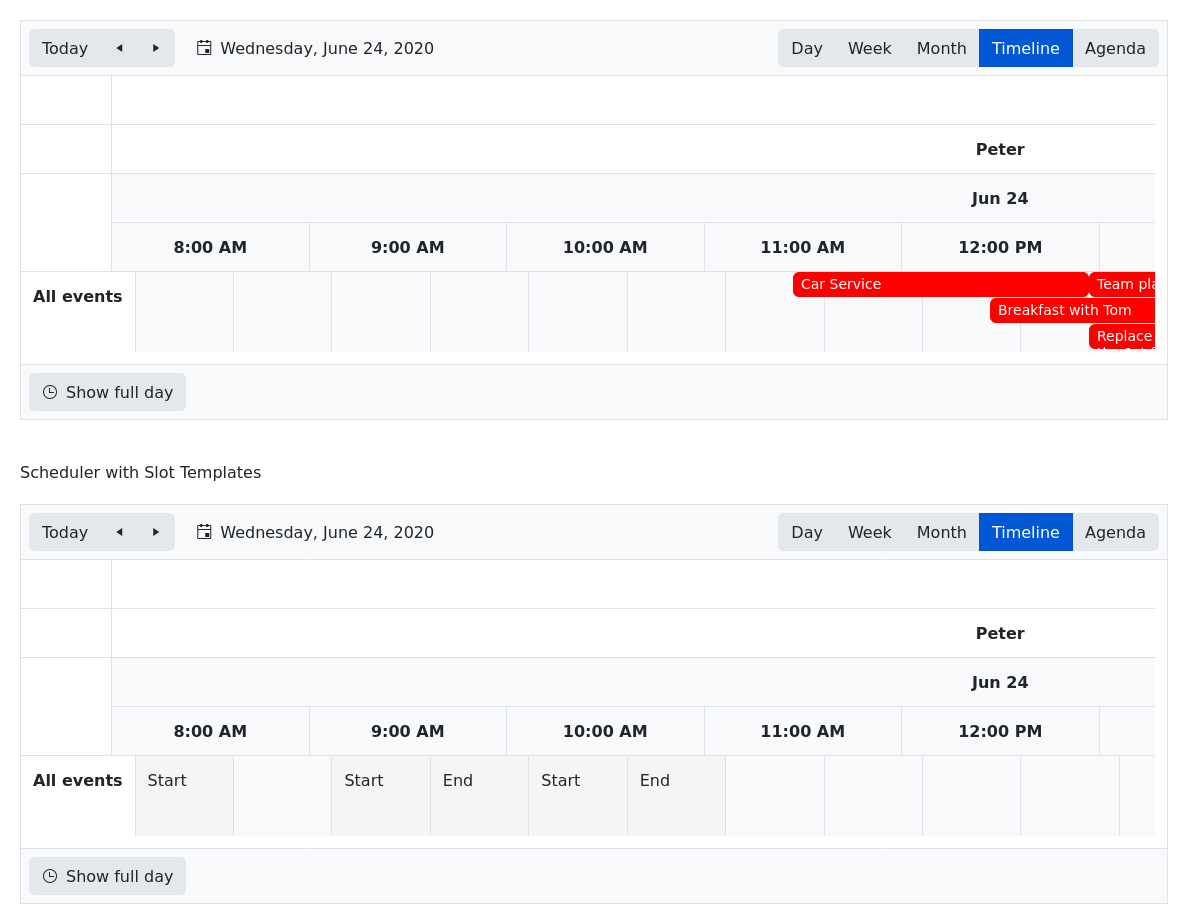 Today Wednesday, June 24, 2020 Day Week Month Timeline Agenda
Peter
Jun 24
8:00 AM 9:00 AM 10:00 AM 11:00 AM 12:00 PM
All events Car Service Team pla
Breakfast with Tom
Replace
Show full day
Scheduler with Slot Templates
Today Wednesday, June 24, 2020 Day Week Month Timeline Agenda
Peter
Jun 24
8:00 AM 9:00 AM 10:00 AM 11:00 AM 12:00 PM
All events Start Start End Start End
Show full day